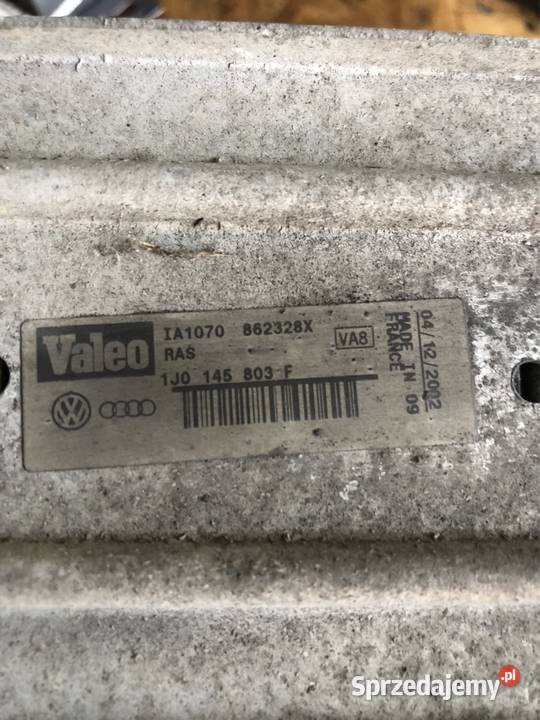 Valeo
IA1070 862328X
RAS
VA8
1J0 145 803 F
MADE IN 09
FRANCE
04/12/2002
Sprzedajemy.pl